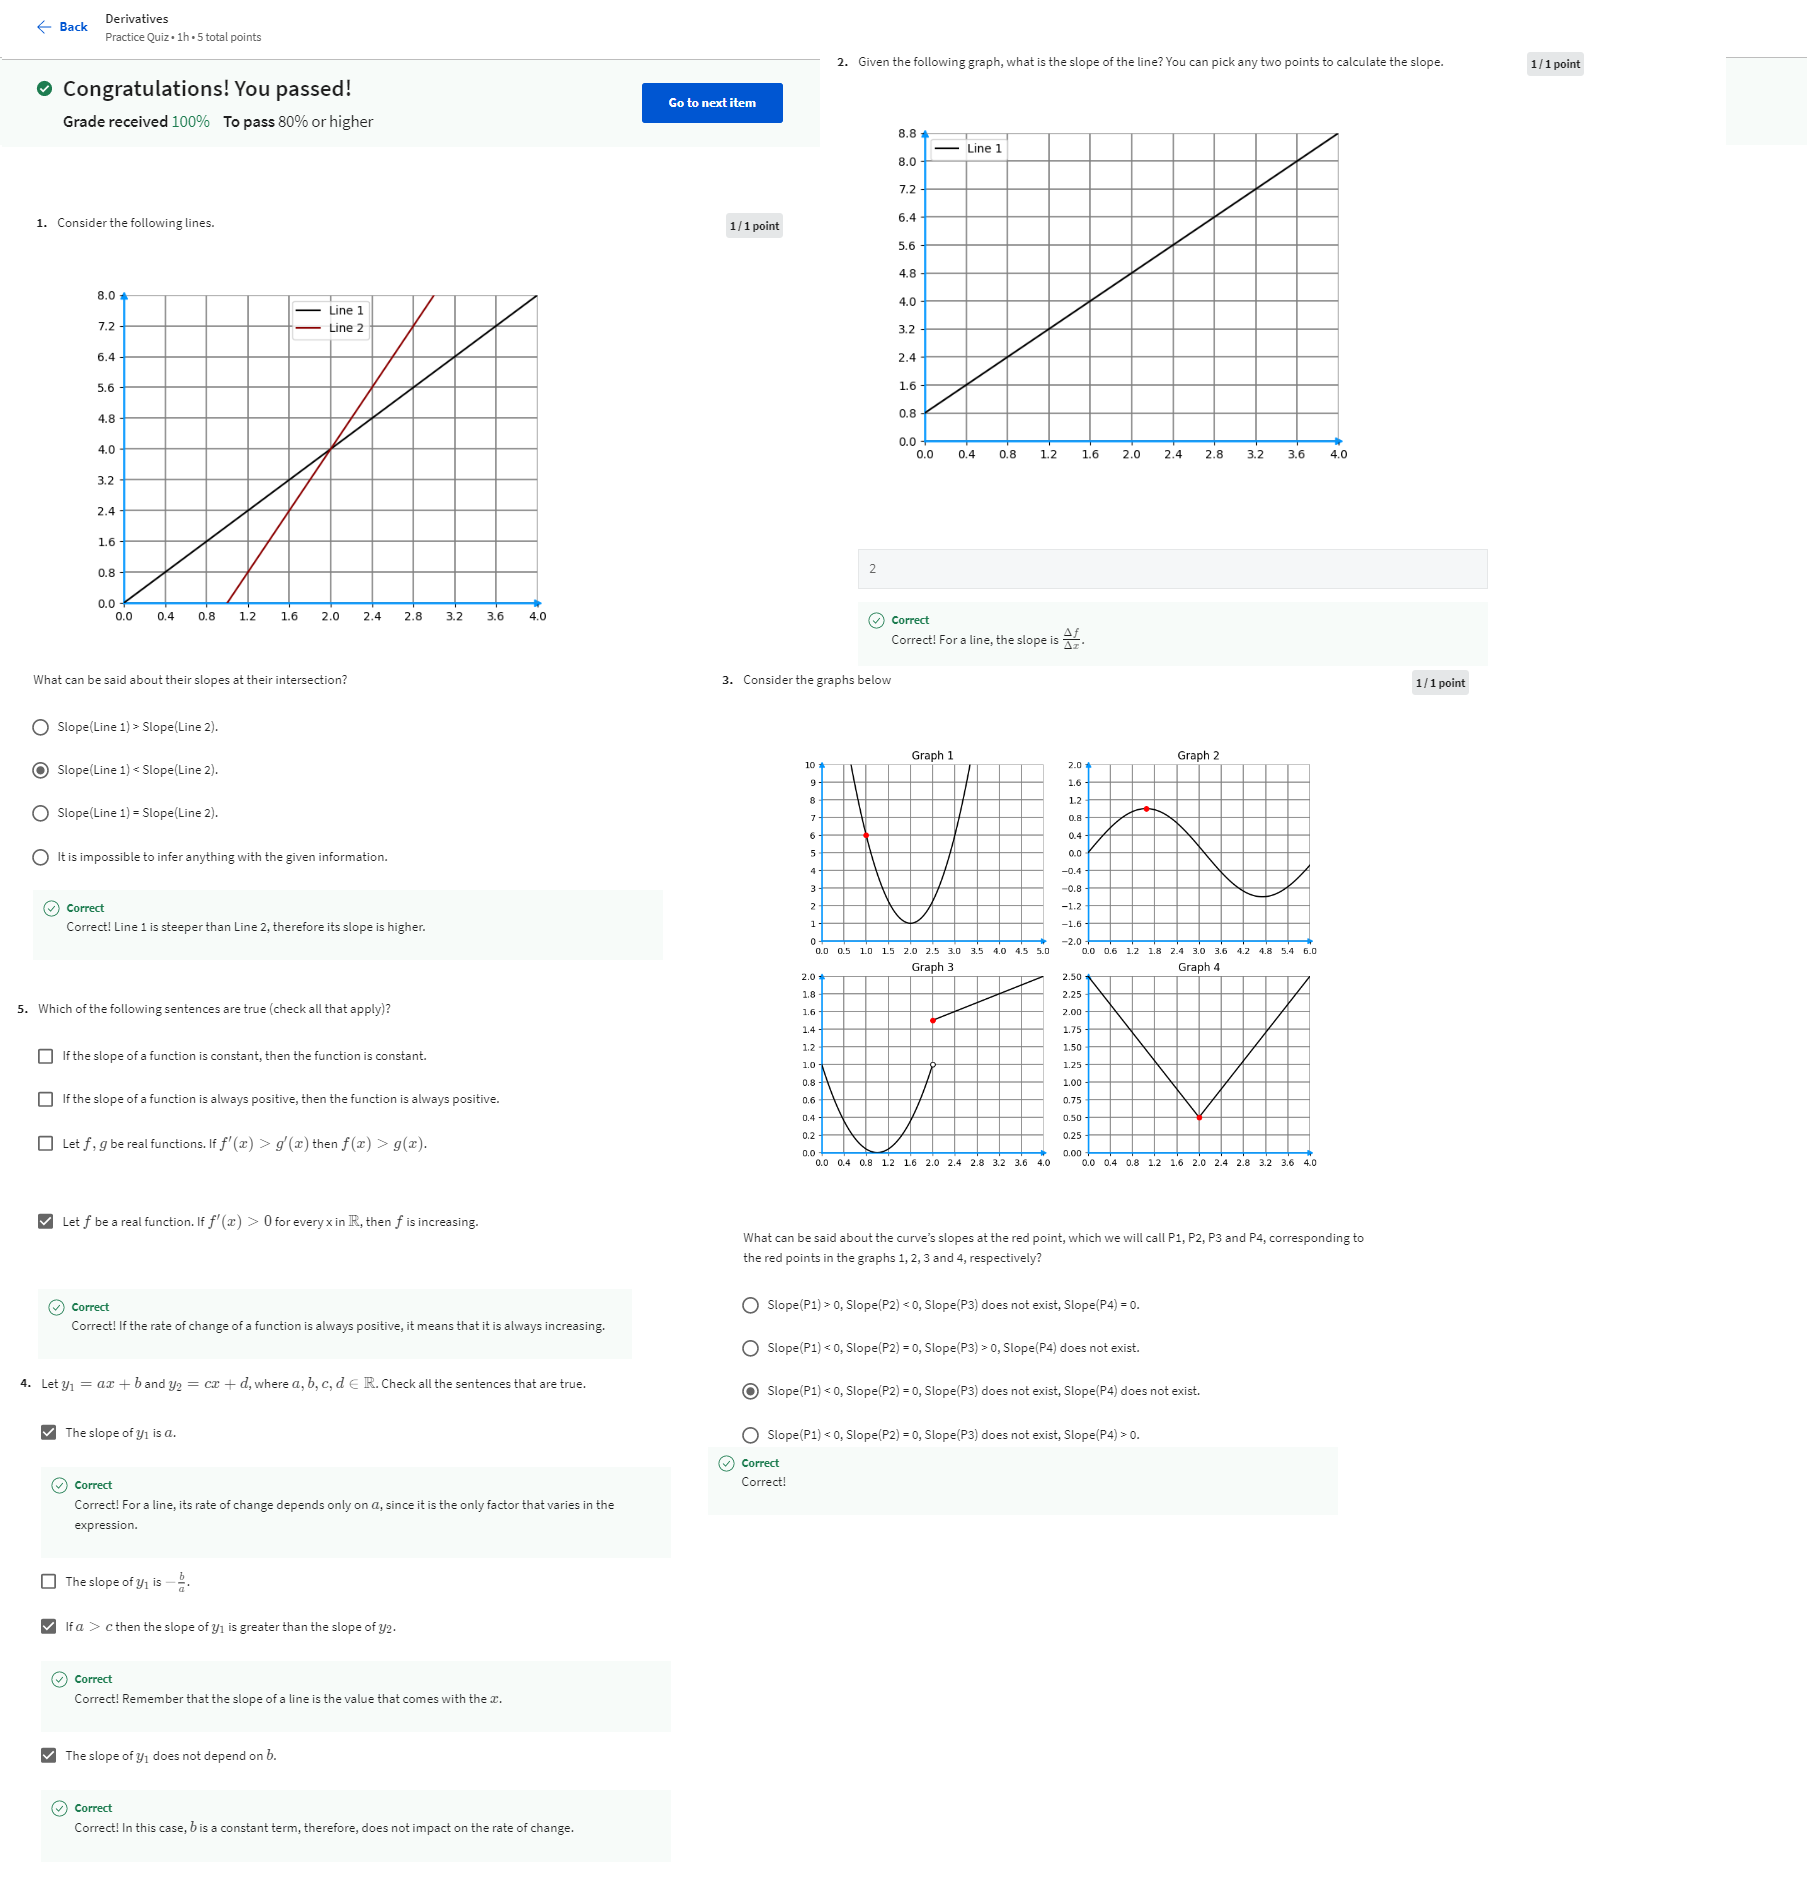 Back
Derivatives
Practice Quiz • 1h • 5 total points
Congratulations! You passed!
Grade received 100% To pass 80% or higher
Go to next item
1. Consider the following lines.
1 / 1 point
8.0
7.2
6.4
5.6
4.8
4.0
3.2
2.4
1.6
0.8
0.0
Line 1
Line 2
0.0 0.4 0.8 1.2 1.6 2.0 2.4 2.8 3.2 3.6 4.0
What can be said about their slopes at their intersection?
Slope(Line 1) > Slope(Line 2).
Slope(Line 1) < Slope(Line 2).
Slope(Line 1) = Slope(Line 2).
It is impossible to infer anything with the given information.
Correct
Correct! Line 1 is steeper than Line 2, therefore its slope is higher.
2. Given the following graph, what is the slope of the line? You can pick any two points to calculate the slope.
1 / 1 point
8.8
8.0
7.2
6.4
5.6
4.8
4.0
3.2
2.4
1.6
0.8
0.0
Line 1
0.0 0.4 0.8 1.2 1.6 2.0 2.4 2.8 3.2 3.6 4.0
2
Correct
Correct! For a line, the slope is Δf/Δx.
3. Consider the graphs below
1 / 1 point
Graph 1
10
9
8
7
6
5
4
3
2
1
0
0.0 0.5 1.0 1.5 2.0 2.5 3.0 3.5 4.0 4.5 5.0
Graph 2
2.0
1.6
1.2
0.8
0.4
0.0
−0.4
−0.8
−1.2
−1.6
−2.0
0.0 0.6 1.2 1.8 2.4 3.0 3.6 4.2 4.8 5.4 6.0
Graph 3
2.0
1.8
1.6
1.4
1.2
1.0
0.8
0.6
0.4
0.2
0.0
0.0 0.4 0.8 1.2 1.6 2.0 2.4 2.8 3.2 3.6 4.0
Graph 4
2.50
2.25
2.00
1.75
1.50
1.25
1.00
0.75
0.50
0.25
0.00
0.0 0.4 0.8 1.2 1.6 2.0 2.4 2.8 3.2 3.6 4.0
What can be said about the curve's slopes at the red point, which we will call P1, P2, P3 and P4, corresponding to
the red points in the graphs 1, 2, 3 and 4, respectively?
Slope(P1) > 0, Slope(P2) < 0, Slope(P3) does not exist, Slope(P4) = 0.
Slope(P1) < 0, Slope(P2) = 0, Slope(P3) > 0, Slope(P4) does not exist.
Slope(P1) < 0, Slope(P2) = 0, Slope(P3) does not exist, Slope(P4) does not exist.
Slope(P1) < 0, Slope(P2) = 0, Slope(P3) does not exist, Slope(P4) > 0.
Correct
Correct!
5. Which of the following sentences are true (check all that apply)?
If the slope of a function is constant, then the function is constant.
If the slope of a function is always positive, then the function is always positive.
Let f, g be real functions. If f′(x) > g′(x) then f(x) > g(x).
Let f be a real function. If f′(x) > 0 for every x in ℝ, then f is increasing.
Correct
Correct! If the rate of change of a function is always positive, it means that it is always increasing.
4. Let y₁ = ax + b and y₂ = cx + d, where a, b, c, d ∈ ℝ. Check all the sentences that are true.
The slope of y₁ is a.
Correct
Correct! For a line, its rate of change depends only on a, since it is the only factor that varies in the
expression.
The slope of y₁ is −b/a.
If a > c then the slope of y₁ is greater than the slope of y₂.
Correct
Correct! Remember that the slope of a line is the value that comes with the x.
The slope of y₁ does not depend on b.
Correct
Correct! In this case, b is a constant term, therefore, does not impact on the rate of change.